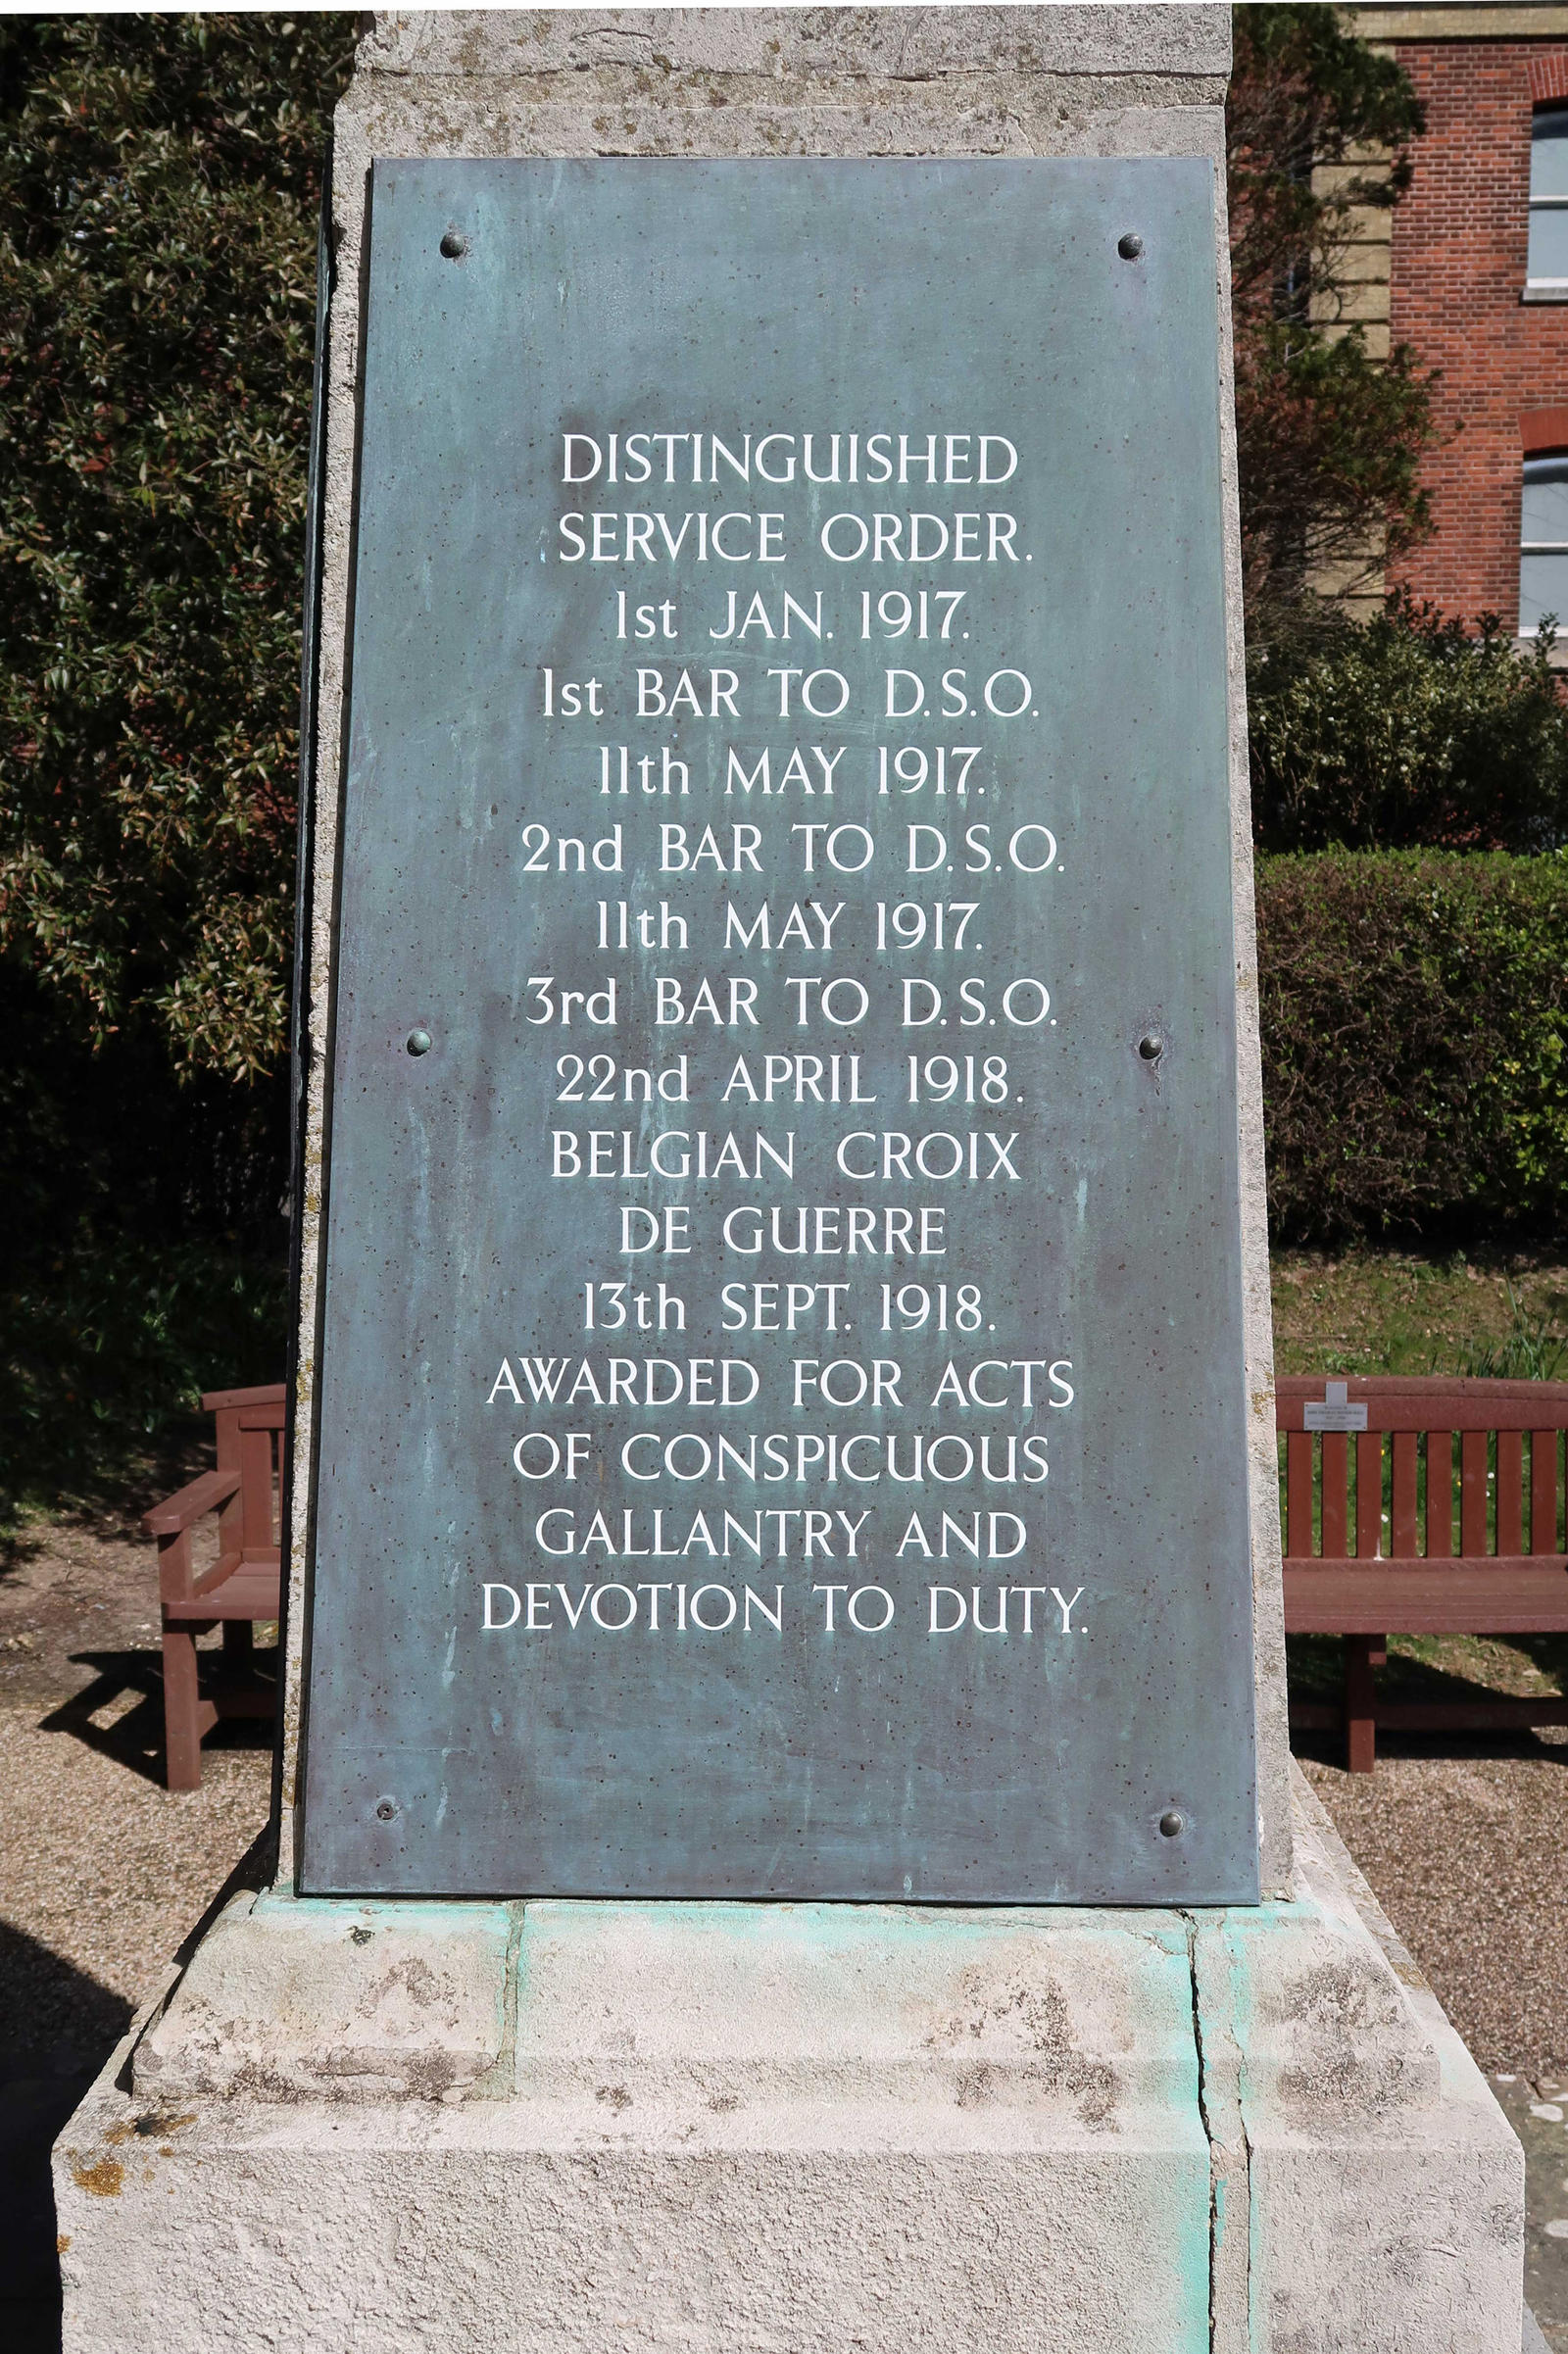 DISTINGUISHED
SERVICE ORDER.
1st JAN. 1917.
1st BAR TO D.S.O.
11th MAY 1917.
2nd BAR TO D.S.O.
11th MAY 1917.
3rd BAR TO D.S.O.
22nd APRIL 1918.
BELGIAN CROIX
DE GUERRE
13th SEPT. 1918.
AWARDED FOR ACTS
OF CONSPICUOUS
GALLANTRY AND
DEVOTION TO DUTY.